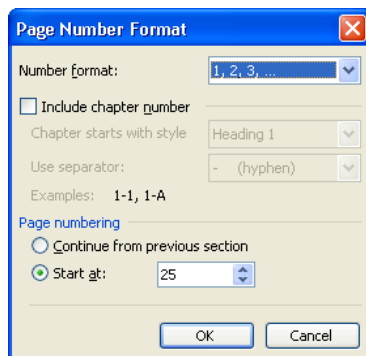 Page Number Format
Number format: 1, 2, 3, ...
Include chapter number
Chapter starts with style Heading 1
Use separator: - (hyphen)
Examples: 1-1, 1-A
Page numbering
Continue from previous section
Start at: 25
OK Cancel